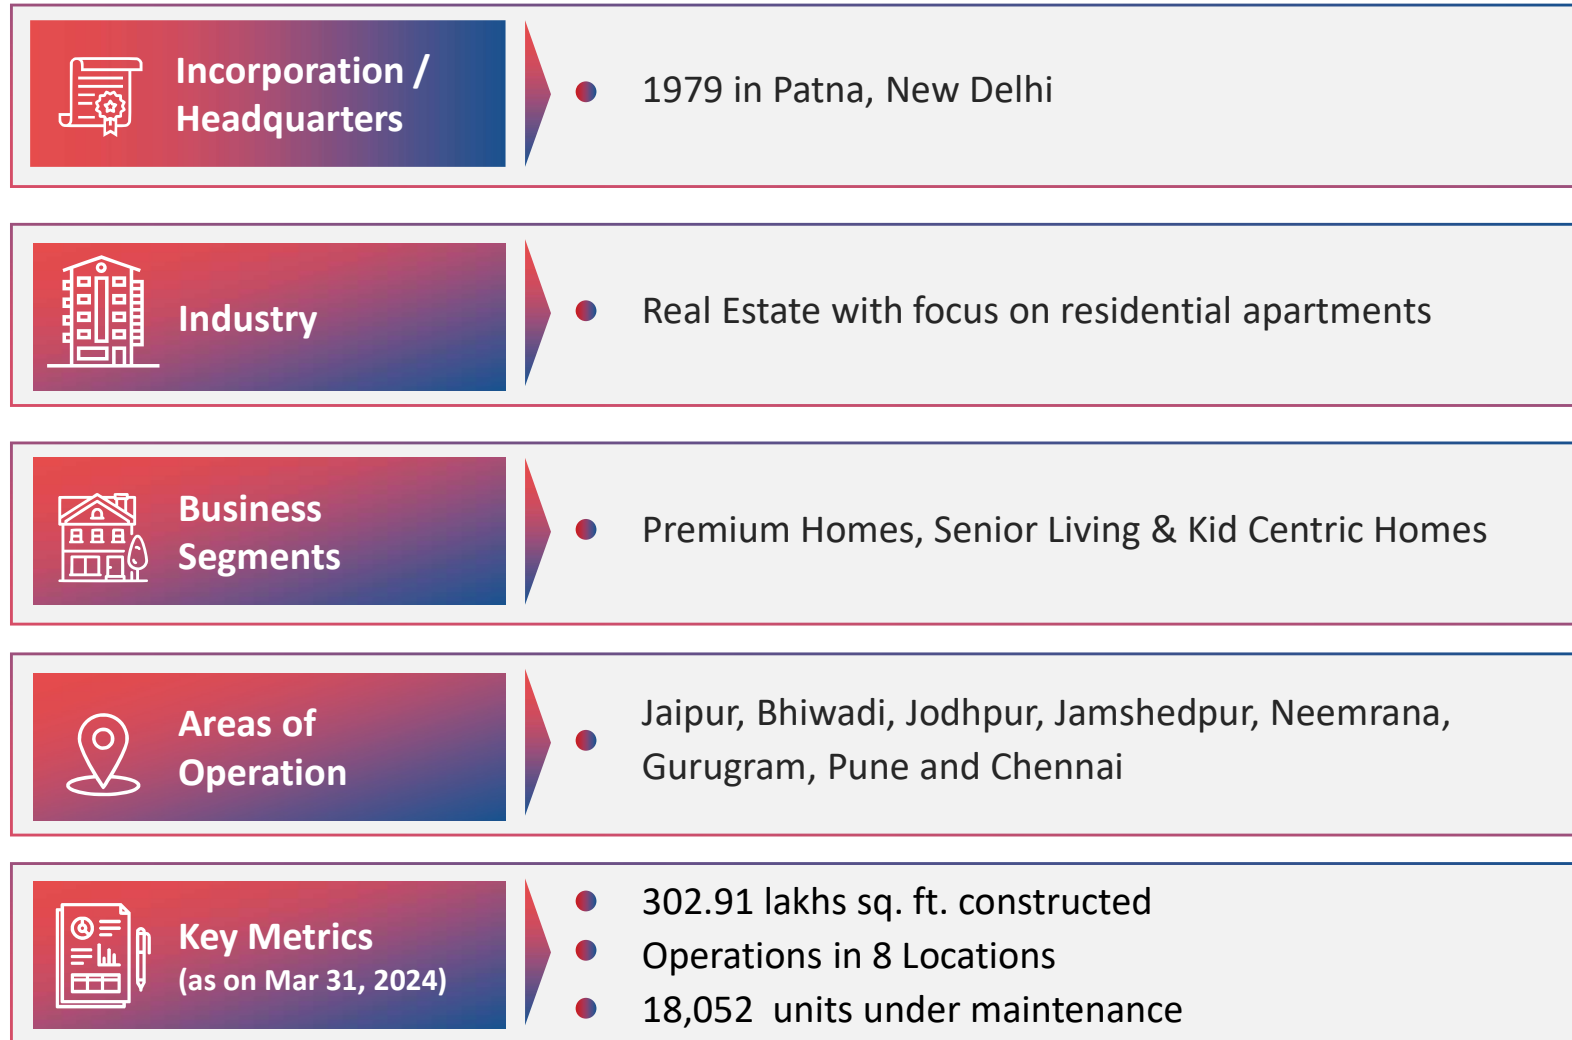 Incorporation /
Headquarters
1979 in Patna, New Delhi
Industry
Real Estate with focus on residential apartments
Business
Segments
Premium Homes, Senior Living & Kid Centric Homes
Areas of
Operation
Jaipur, Bhiwadi, Jodhpur, Jamshedpur, Neemrana,
Gurugram, Pune and Chennai
Key Metrics
(as on Mar 31, 2024)
302.91 lakhs sq. ft. constructed
Operations in 8 Locations
18,052 units under maintenance